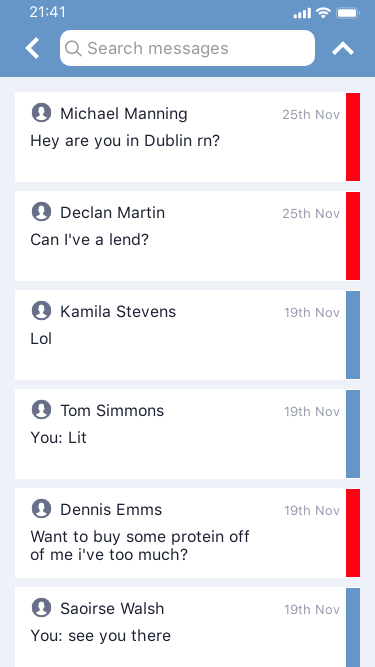 21:41
Search messages
Michael Manning 25th Nov
Hey are you in Dublin rn?
Declan Martin 25th Nov
Can I've a lend?
Kamila Stevens 19th Nov
Lol
Tom Simmons 19th Nov
You: Lit
Dennis Emms 19th Nov
Want to buy some protein off
of me i've too much?
Saoirse Walsh 19th Nov
You: see you there